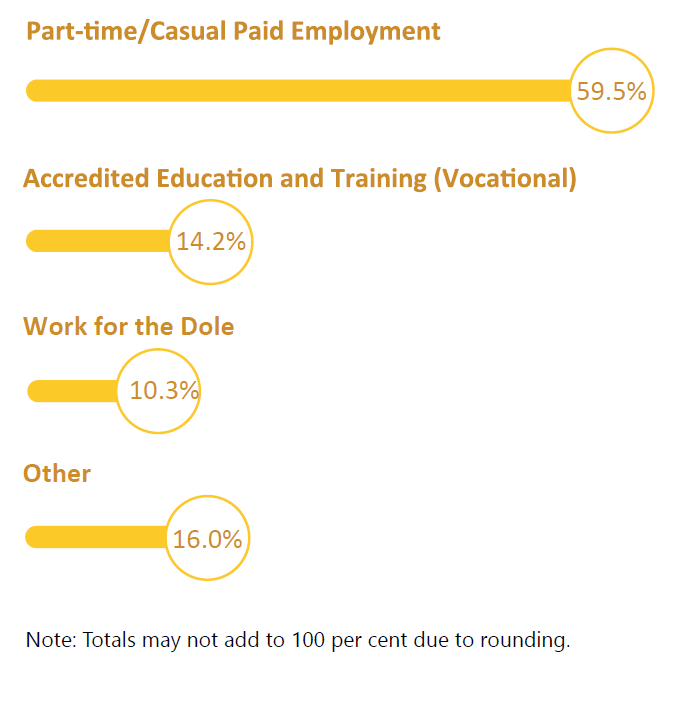 Part-time/Casual Paid Employment
59.5%
Accredited Education and Training (Vocational)
14.2%
Work for the Dole
10.3%
Other
16.0%
Note: Totals may not add to 100 per cent due to rounding.